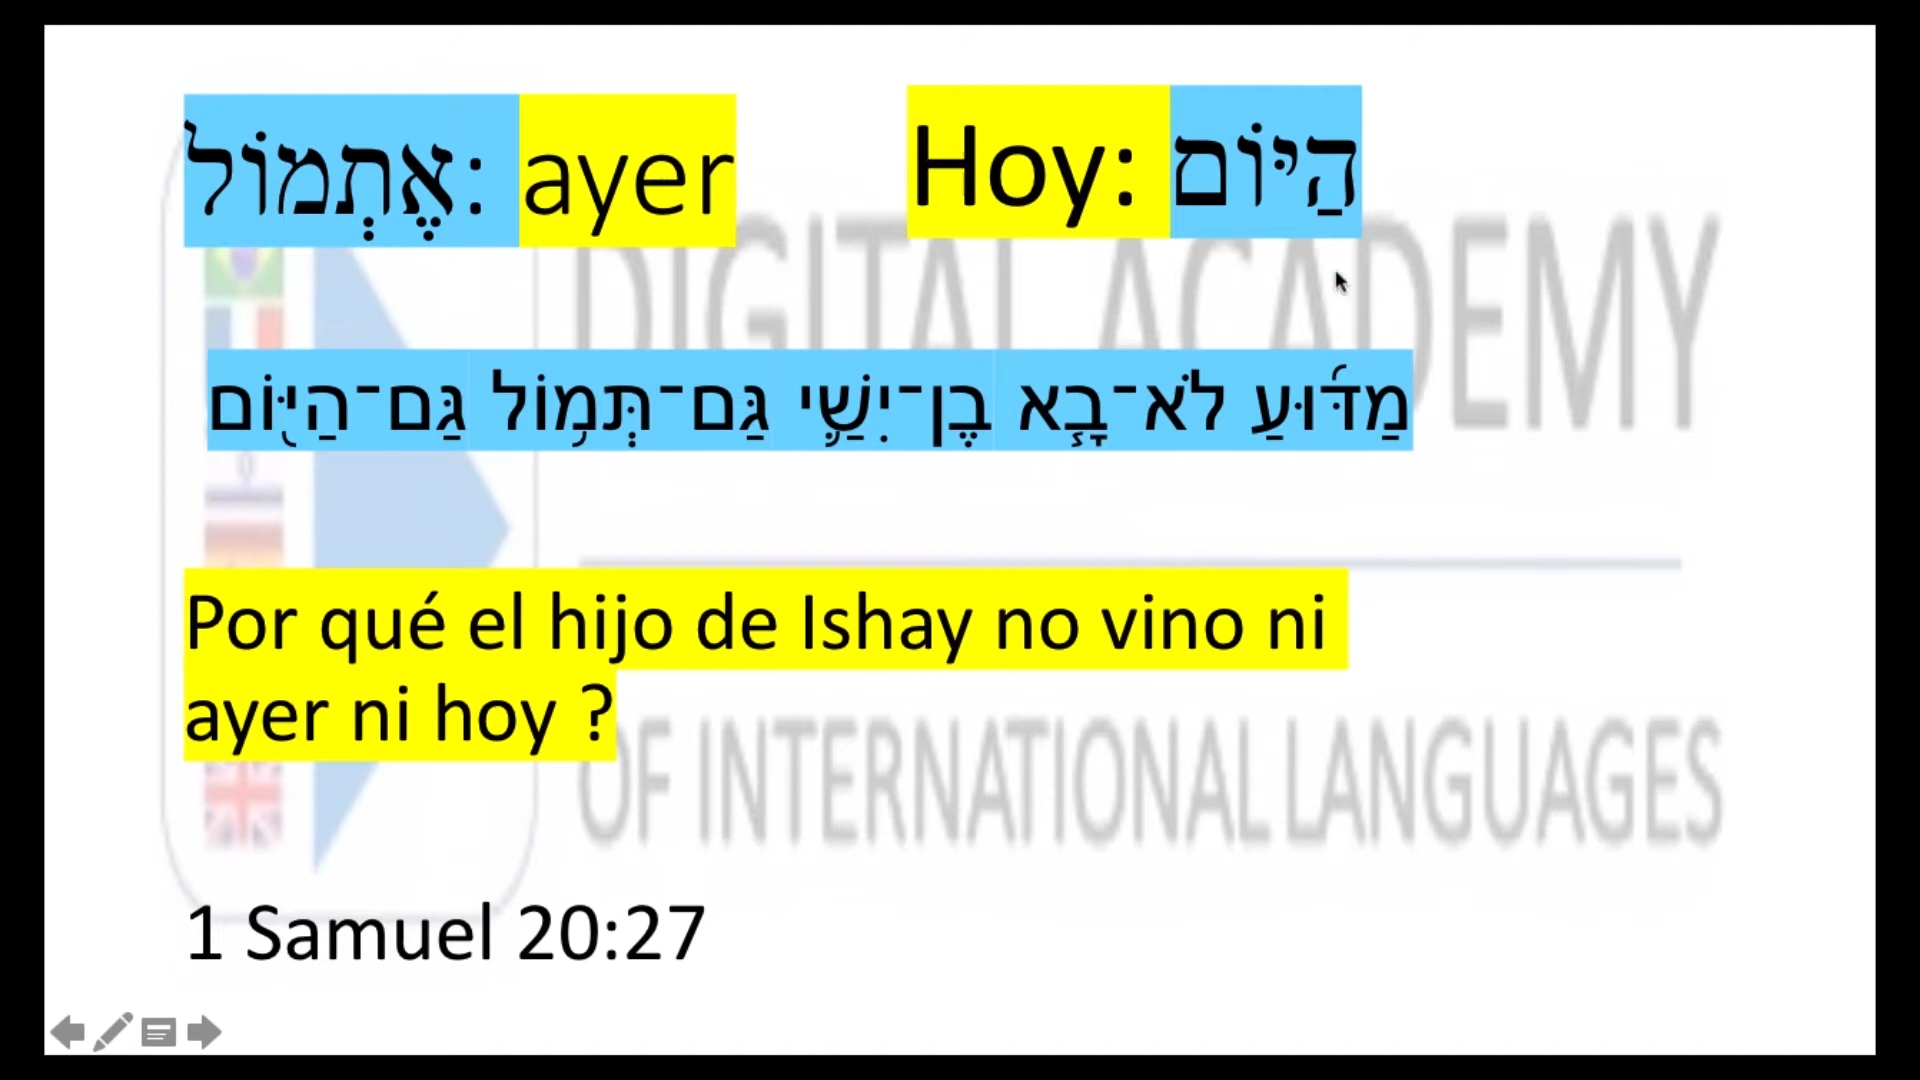 אֶתְמוֹל: ayer
Hoy: הַיּוֹם
מַדּ֜וּעַ לֹא־בָ֧א בֶן־יִשַׁ֛י גַּם־תְּמ֥וֹל גַּם־הַיּ֖וֹם
Por qué el hijo de Ishay no vino ni
ayer ni hoy ?
1 Samuel 20:27
DIGITAL ACADEMY
OF INTERNATIONAL LANGUAGES